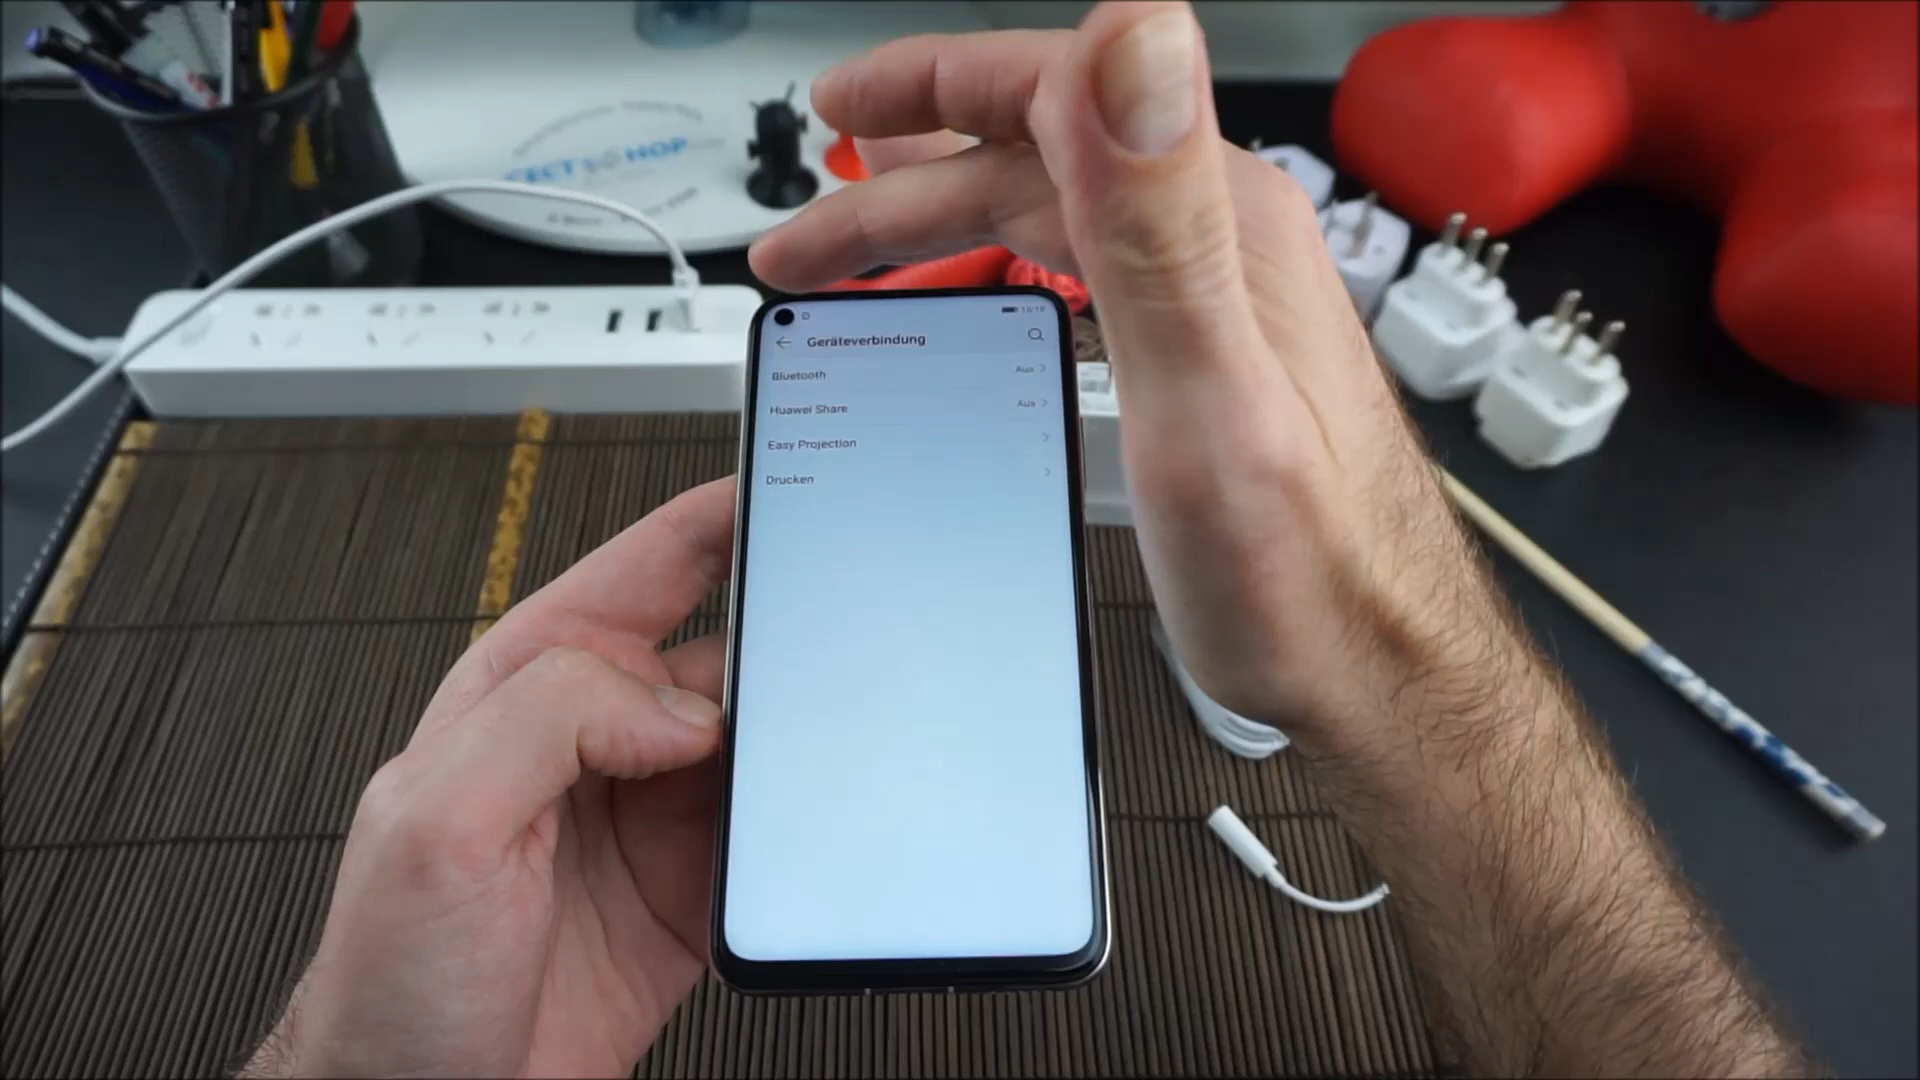 Geräteverbindung
Bluetooth Aus
Huawei Share Aus
Easy Projection
Drucken